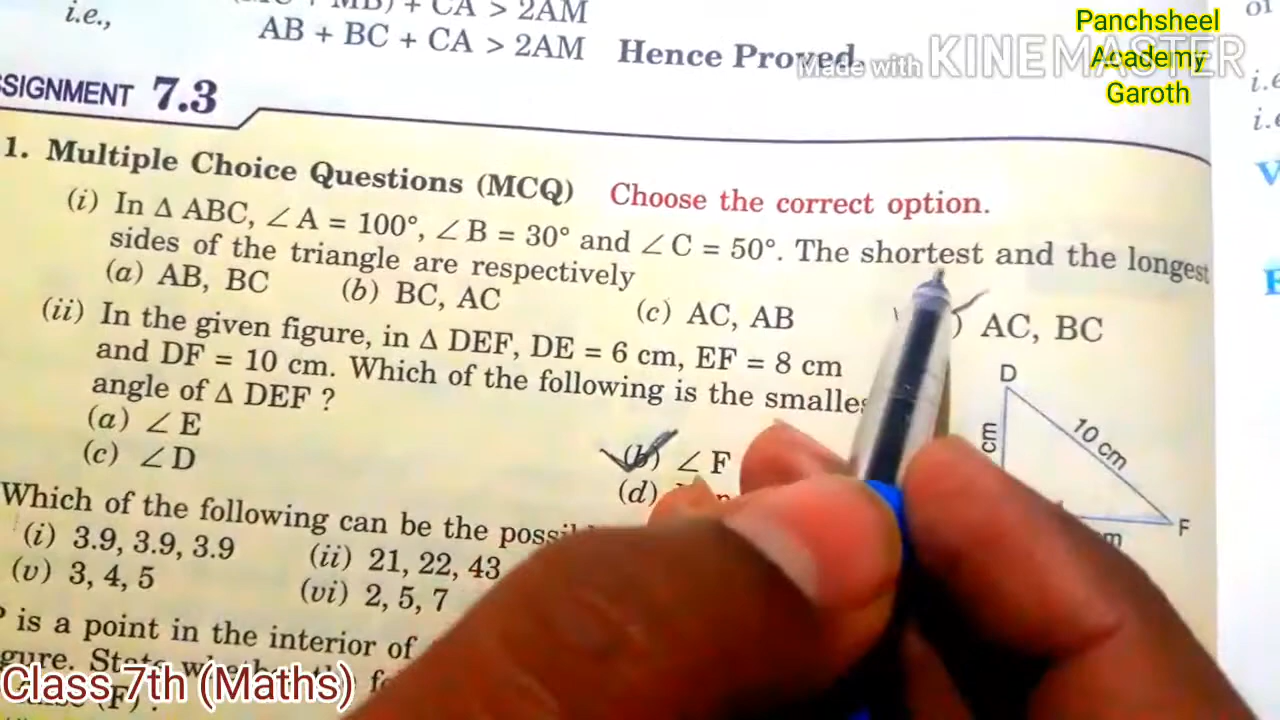 i.e.,
+ CA > 2AM
AB + BC + CA > 2AM Hence Proved.
Made with KINEMASTER
Panchsheel
Academy
Garoth
SSIGNMENT 7.3
1. Multiple Choice Questions (MCQ) Choose the correct option.
(i) In Δ ABC, ∠A = 100°, ∠B = 30° and ∠C = 50°. The shortest and the longest
sides of the triangle are respectively
(a) AB, BC (b) BC, AC (c) AC, AB ) AC, BC
(ii) In the given figure, in Δ DEF, DE = 6 cm, EF = 8 cm
and DF = 10 cm. Which of the following is the smalles
angle of Δ DEF ?
(a) ∠E (b) ∠F
(c) ∠D (d)
D
cm
10 cm
F
m
Which of the following can be the possi
(i) 3.9, 3.9, 3.9 (ii) 21, 22, 43
(v) 3, 4, 5 (vi) 2, 5, 7
P is a point in the interior of
gure.
(F) ?
Class 7th (Maths)
i.e
i.e
V